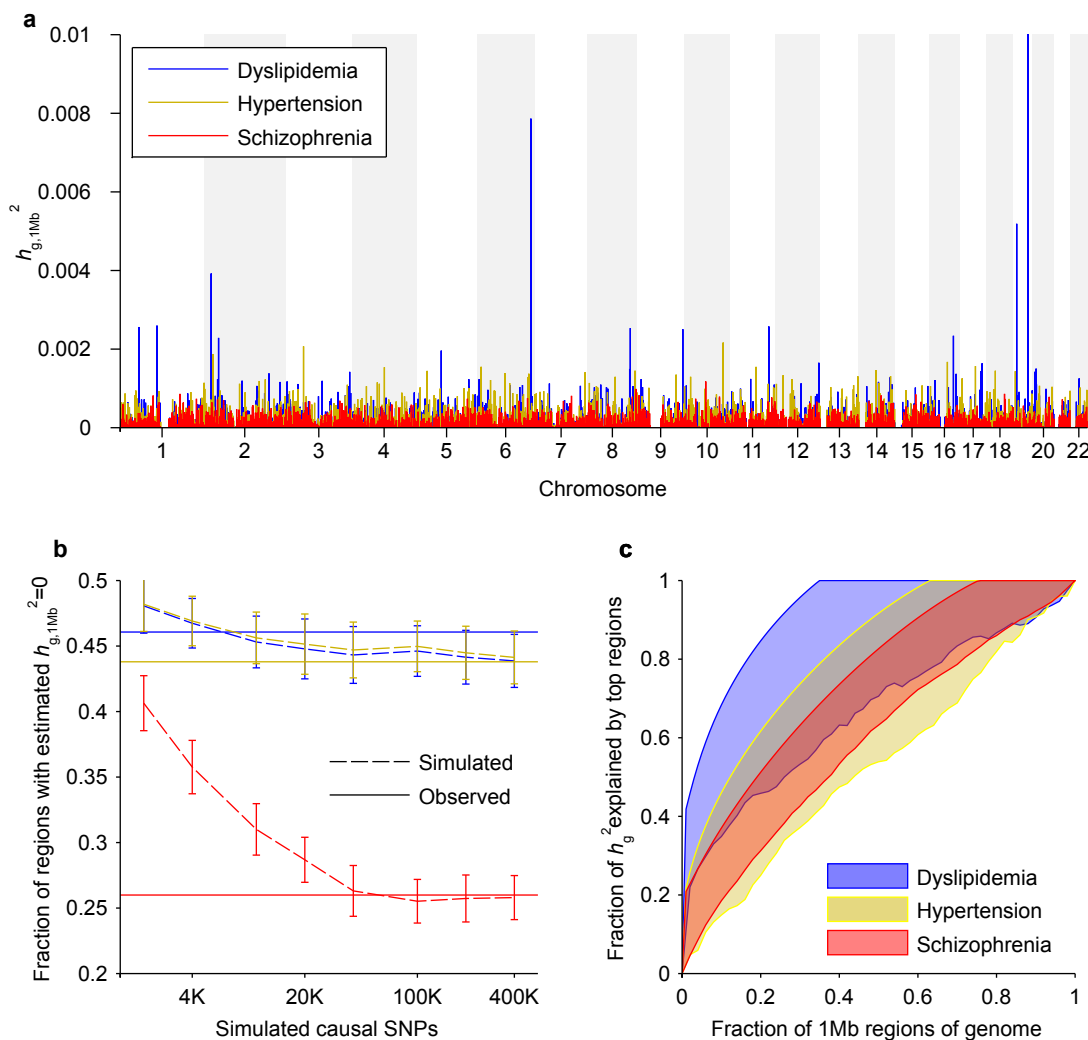 a
0.01
0.008
0.006
0.004
0.002
0
h g,1Mb 2
Dyslipidemia
Hypertension
Schizophrenia
1 2 3 4 5 6 7 8 9 10 11 12 13 14 15 16 17 18 20 22
Chromosome
b
0.5
0.45
0.4
0.35
0.3
0.25
0.2
Fraction of regions with estimated h g,1Mb 2=0
Simulated
Observed
4K 20K 100K 400K
Simulated causal SNPs
c
1
0.8
0.6
0.4
0.2
0
Fraction of h g 2 explained by top regions
Dyslipidemia
Hypertension
Schizophrenia
0 0.2 0.4 0.6 0.8 1
Fraction of 1Mb regions of genome